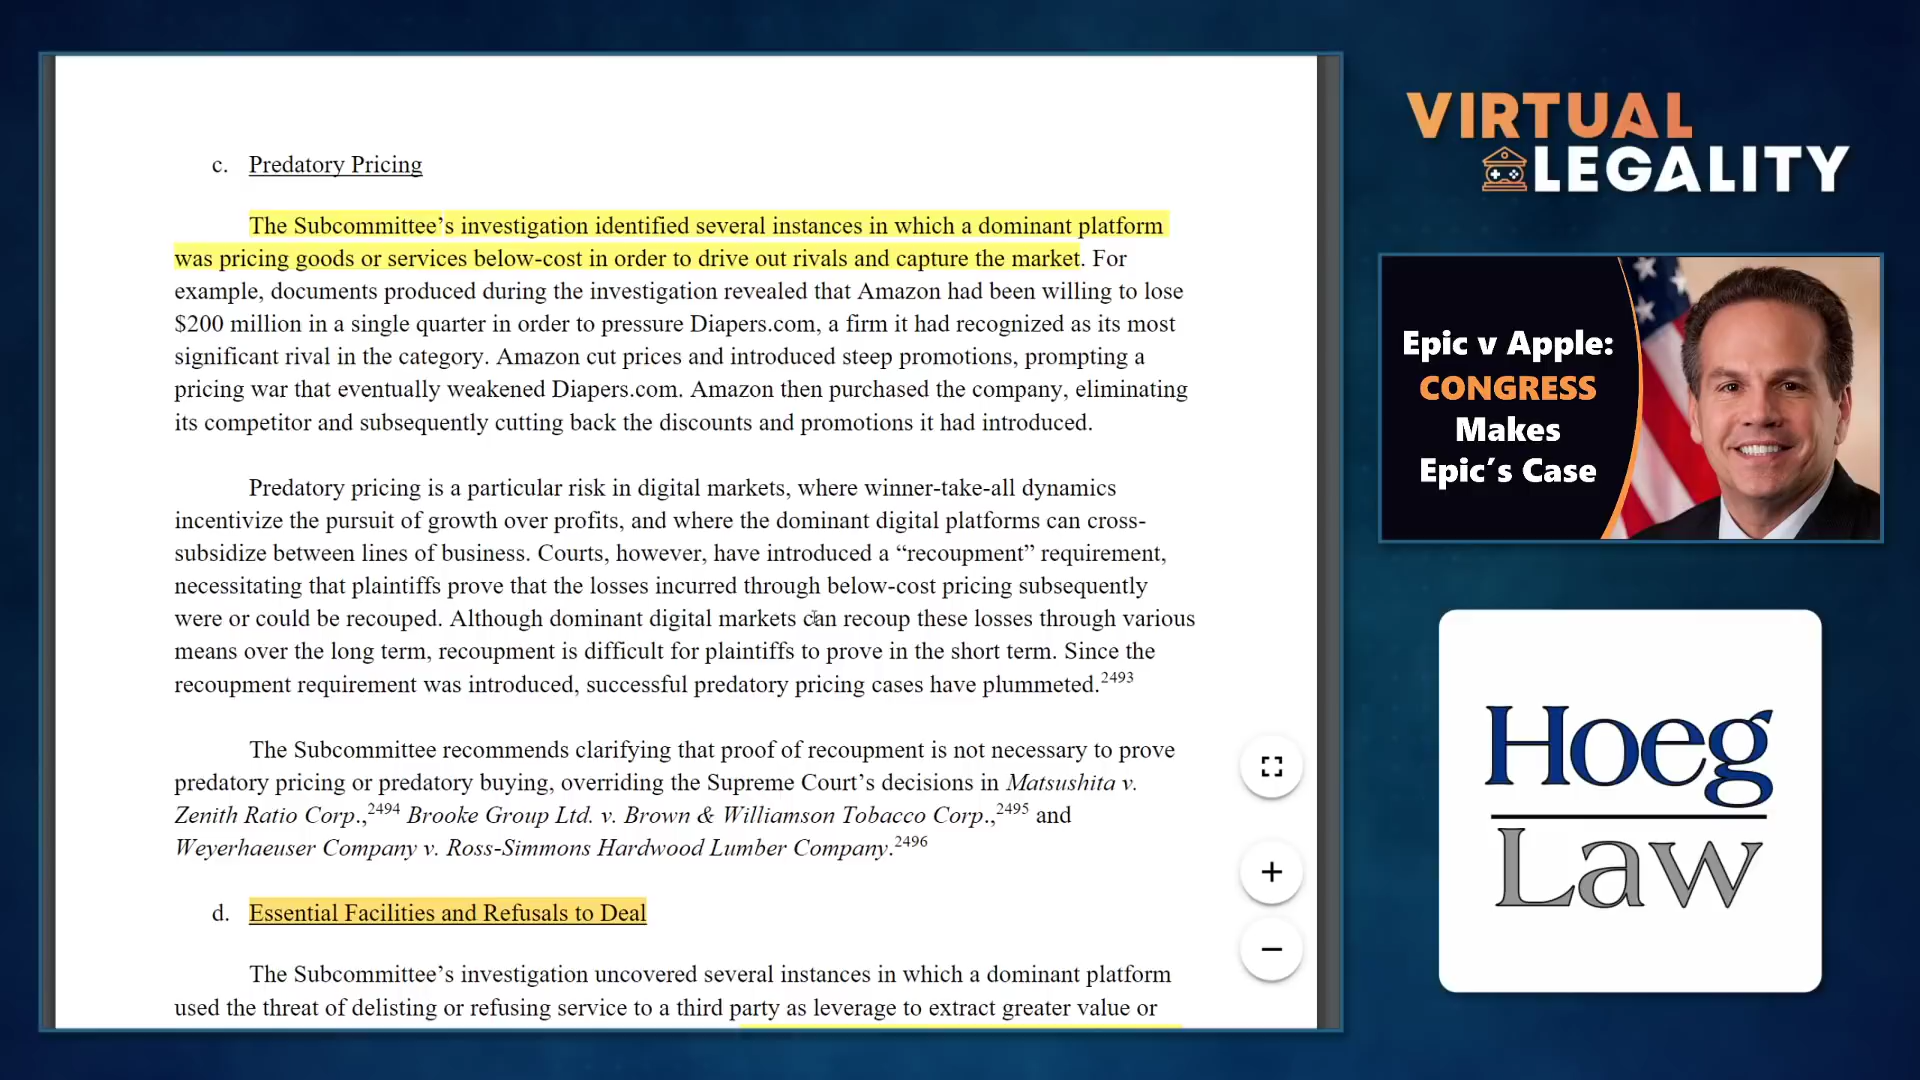 c. Predatory Pricing
The Subcommittee’s investigation identified several instances in which a dominant platform
was pricing goods or services below-cost in order to drive out rivals and capture the market. For
example, documents produced during the investigation revealed that Amazon had been willing to lose
$200 million in a single quarter in order to pressure Diapers.com, a firm it had recognized as its most
significant rival in the category. Amazon cut prices and introduced steep promotions, prompting a
pricing war that eventually weakened Diapers.com. Amazon then purchased the company, eliminating
its competitor and subsequently cutting back the discounts and promotions it had introduced.
Predatory pricing is a particular risk in digital markets, where winner-take-all dynamics
incentivize the pursuit of growth over profits, and where the dominant digital platforms can cross-
subsidize between lines of business. Courts, however, have introduced a “recoupment” requirement,
necessitating that plaintiffs prove that the losses incurred through below-cost pricing subsequently
were or could be recouped. Although dominant digital markets can recoup these losses through various
means over the long term, recoupment is difficult for plaintiffs to prove in the short term. Since the
recoupment requirement was introduced, successful predatory pricing cases have plummeted.2493
The Subcommittee recommends clarifying that proof of recoupment is not necessary to prove
predatory pricing or predatory buying, overriding the Supreme Court’s decisions in Matsushita v.
Zenith Ratio Corp.,2494 Brooke Group Ltd. v. Brown & Williamson Tobacco Corp.,2495 and
Weyerhaeuser Company v. Ross-Simmons Hardwood Lumber Company.2496
d. Essential Facilities and Refusals to Deal
The Subcommittee’s investigation uncovered several instances in which a dominant platform
used the threat of delisting or refusing service to a third party as leverage to extract greater value or
VIRTUAL
LEGALITY
Epic v Apple:
CONGRESS
Makes
Epic’s Case
Hoeg
Law